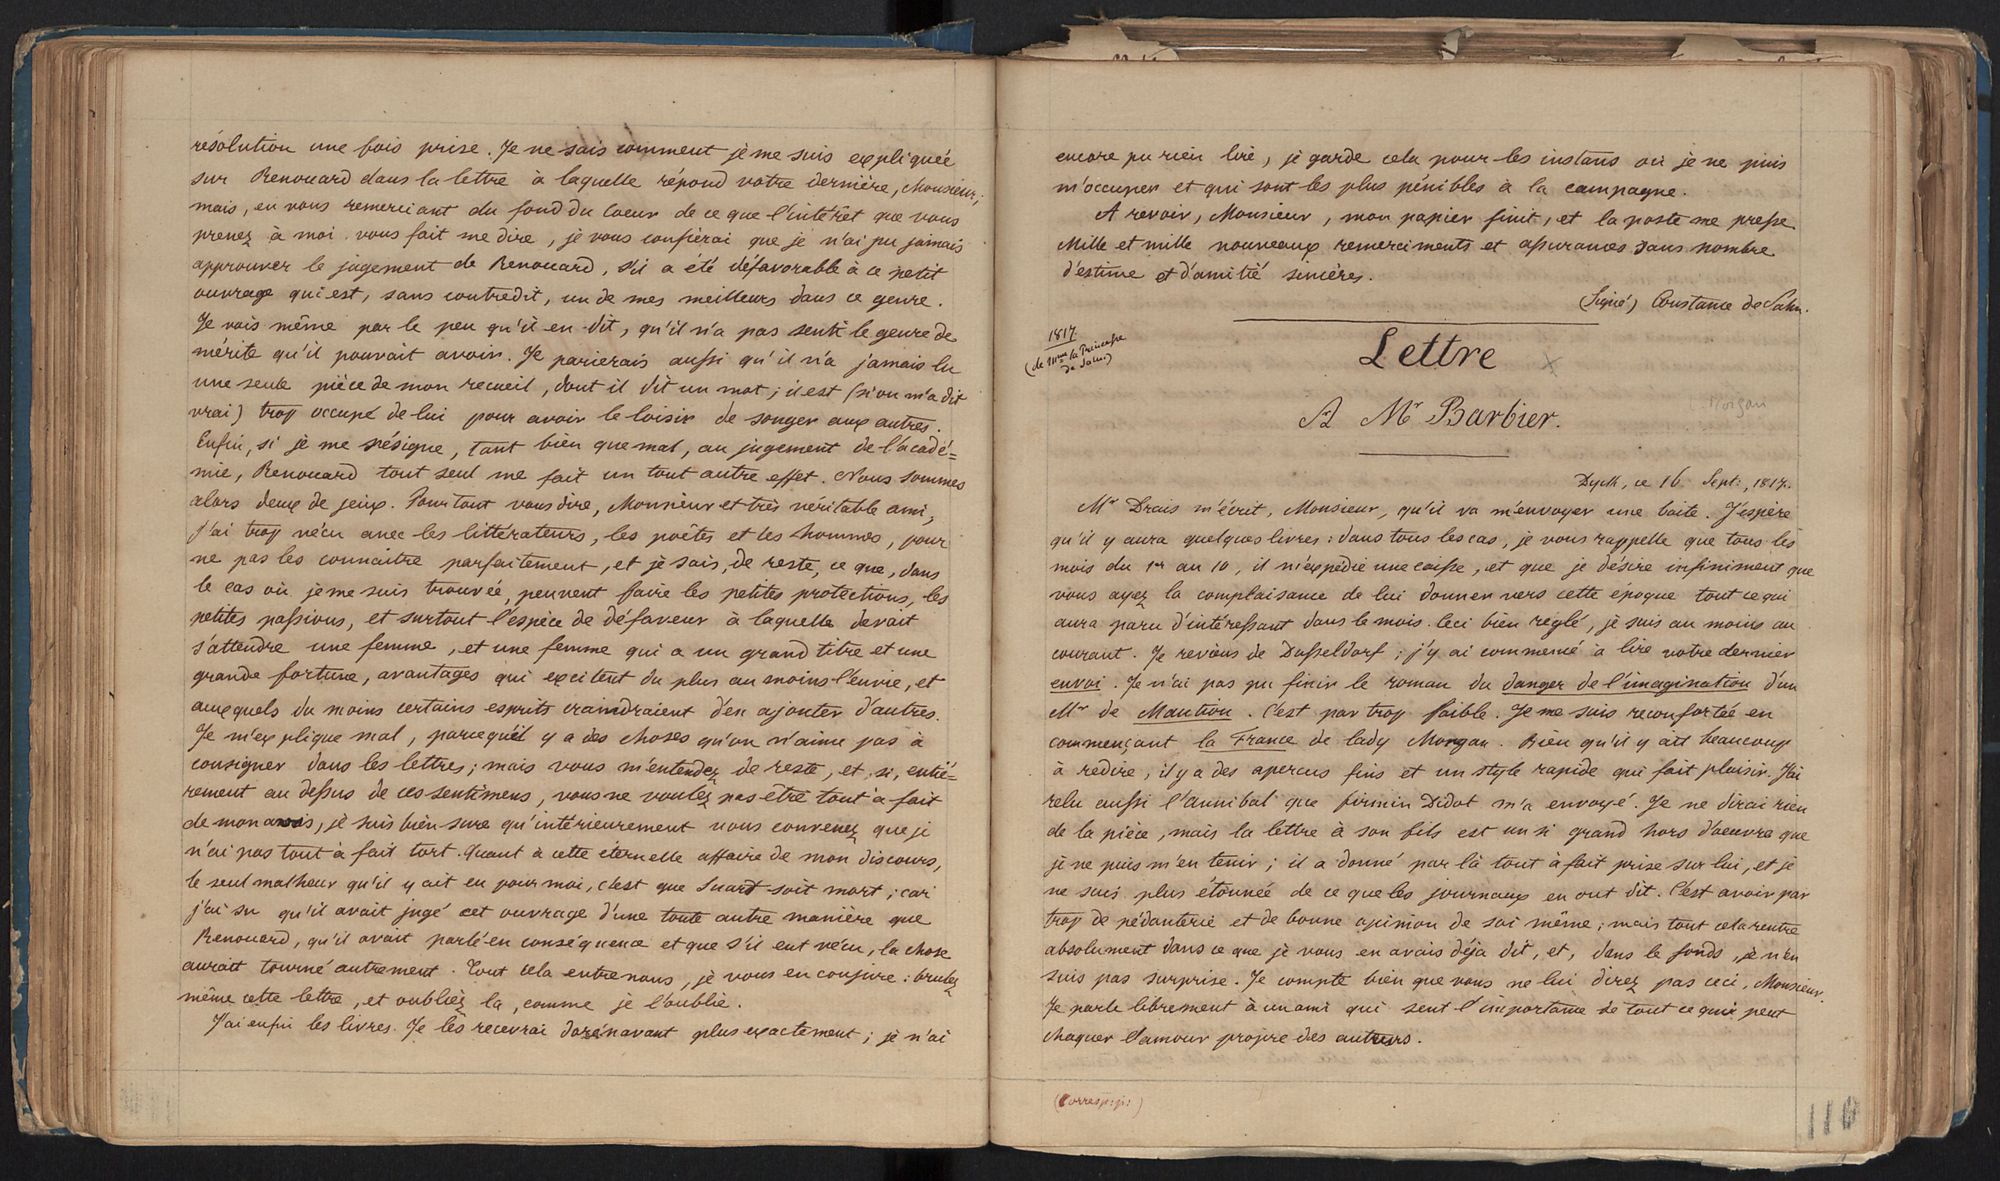 résolution une fois prise. Je ne sais comment je me suis expliquée
sur Renouard dans la lettre à laquelle répond votre dernière, Monsieur;
mais, en vous remerciant du fond du coeur de ce que l'intérêt que vous
prenez à moi vous fait me dire, je vous confierai que je n'ai pu jamais
approuver le jugement de Renouard, s'il a été défavorable à ce petit
ouvrage qui est, sans contredit, un de mes meilleurs dans ce genre.
Je vois même par le peu qu'il en dit, qu'il n'a pas senti le genre de
mérite qu'il pouvait avoir. Je parierais aussi qu'il n'a jamais lu
une seule pièce de mon recueil, dont il dit un mot; il est (si on m'a dit
vrai) trop occupé de lui pour avoir le loisir de songer aux autres.
Enfin, si je me résigne, tant bien que mal, au jugement de l'acadé=
mie, Renouard tout seul me fait un tout autre effet. Nous sommes
alors deux de jeux. Pour tout vous dire, Monsieur et très véritable ami,
j'ai trop vécu avec les littérateurs, les poëtes et les hommes, pour
ne pas les connaitre parfaitement, et je sais, de reste, ce que, dans
le cas où je me suis trouvée, peuvent faire les petites protections, les
petites passions, et surtout l'espèce de défaveur à laquelle devait
s'attendre une femme, et une femme qui a un grand titre et une
grande fortune, avantages qui excitent du plus au moins l'envie, et
auxquels du moins certains esprits craindraient d'en ajouter d'autres.
Je m'explique mal, parcequ'il y a des choses qu'on n'aime pas à
consigner dans les lettres; mais vous m'entendez de reste, et, si, entiè=
rement au dessus de ces sentimens, vous ne voulez pas être tout à fait
de mon avis, je suis bien sure qu'intérieurement vous convenez que je
n'ai pas tout à fait tort. Quant à cette éternelle affaire de mon discours,
le seul malheur qu'il y ait eu pour moi, c'est que Suard soit mort; car
j'ai su qu'il avait jugé cet ouvrage d'une toute autre manière que
Renouard, qu'il avait parlé en conséquence et que s'il eut vécu, la chose
aurait tourné autrement. Tout cela entre nous, je vous en conjure: brulez
même cette lettre, et oubliez la, comme je l'oublie.
J'ai enfin les livres. Je les recevrai dorénavant plus exactement; je n'ai
encore pu rien lire, je garde cela pour les instans où je ne puis
m'occuper et qui sont les plus pénibles à la campagne.
A revoir, Monsieur, mon papier finit, et la poste me presse
Mille et mille nouveaux remerciments et assurances sans nombre
d'estime et d'amitié sincères.
(Signé) Constance de Salm.
1817
(de Mme la Princesse
de Salm)
Lettre
A Mr Barbier.
Morgan
Dyck, ce 16 Sept:, 1817.
Mr Drais m'écrit, Monsieur, qu'il va m'envoyer une boite. J'espère
qu'il y aura quelques livres: dans tous les cas, je vous rappelle que tous les
mois du 1er au 10, il m'expédie une caisse, et que je désire infiniment que
vous ayez la complaisance de lui donner vers cette époque tout ce qui
aura paru d'intéressant dans le mois. Ceci bien réglé, je suis au moins au
courant. Je reviens de Dusseldorf; j'y ai commencé à lire votre dernier
envoi. Je n'ai pas pu finir le roman du danger de l'imagination d'un
Mr de Maution. C'est par trop faible. Je me suis reconfortée en
commençant la France de lady Morgan. Bien qu'il y ait beaucoup
à redire, il y a des apercus fins et un style rapide qui fait plaisir. J'ai
relu aussi l'Annibal que firmin Didot m'a envoyé. Je ne dirai rien
de la pièce, mais la lettre à son fils est un si grand hors d'oeuvre que
je ne puis m'en tenir; il a donné par là tout à fait prise sur lui, et je
ne suis plus étonnée de ce que les journaux en ont dit. C'est avoir par
trop de pédanterie et de bonne opinion de soi même; mais tout cela rentre
absolument dans ce que je vous en avais déja dit, et, dans le fonds, je n'en
suis pas surprise. Je compte bien que vous ne lui direz pas ceci, Monsieur.
Je parle librement à un ami qui sent l'importance de tout ce qui peut
choquer l'amour propre des auteurs.
(Corresp:p:)
110